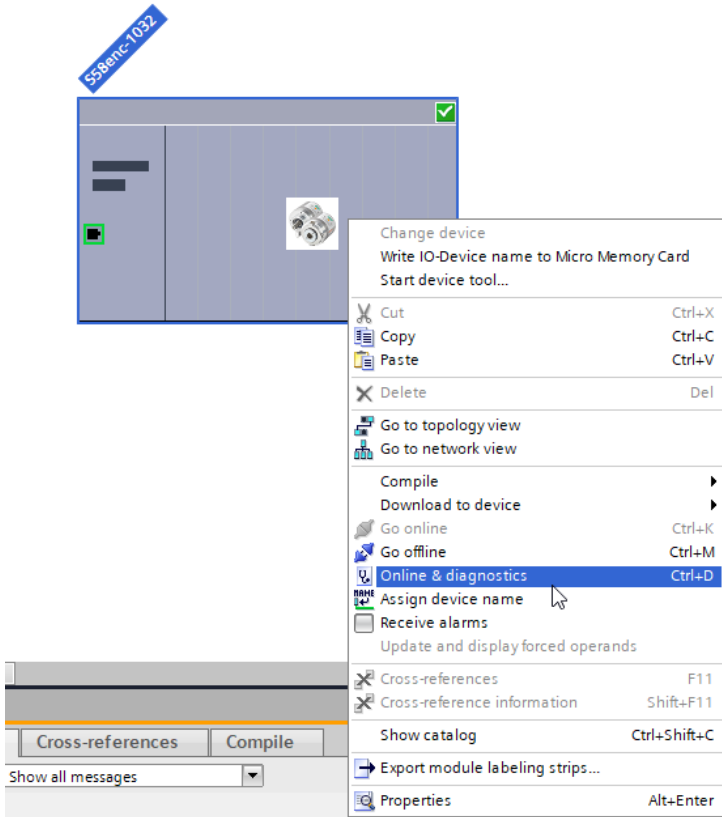 S58enc-1032
Change device
Write IO-Device name to Micro Memory Card
Start device tool...
Cut Ctrl+X
Copy Ctrl+C
Paste Ctrl+V
Delete Del
Go to topology view
Go to network view
Compile
Download to device
Go online Ctrl+K
Go offline Ctrl+M
Online & diagnostics Ctrl+D
NAME Assign device name
Receive alarms
Update and display forced operands
Cross-references F11
Cross-reference information Shift+F11
Show catalog Ctrl+Shift+C
Export module labeling strips...
Properties Alt+Enter
Cross-references Compile
Show all messages